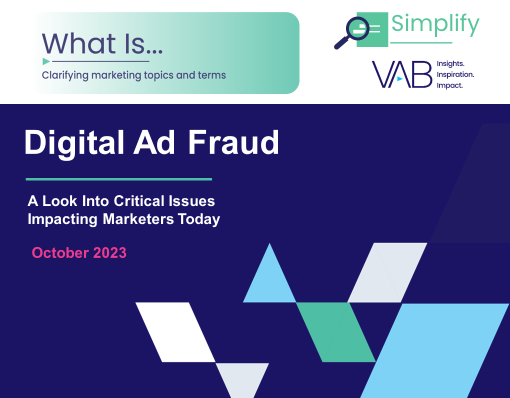 What Is...
Clarifying marketing topics and terms
Simplify
VAB
Insights.
Inspiration.
Impact.
Digital Ad Fraud
A Look Into Critical Issues
Impacting Marketers Today
October 2023